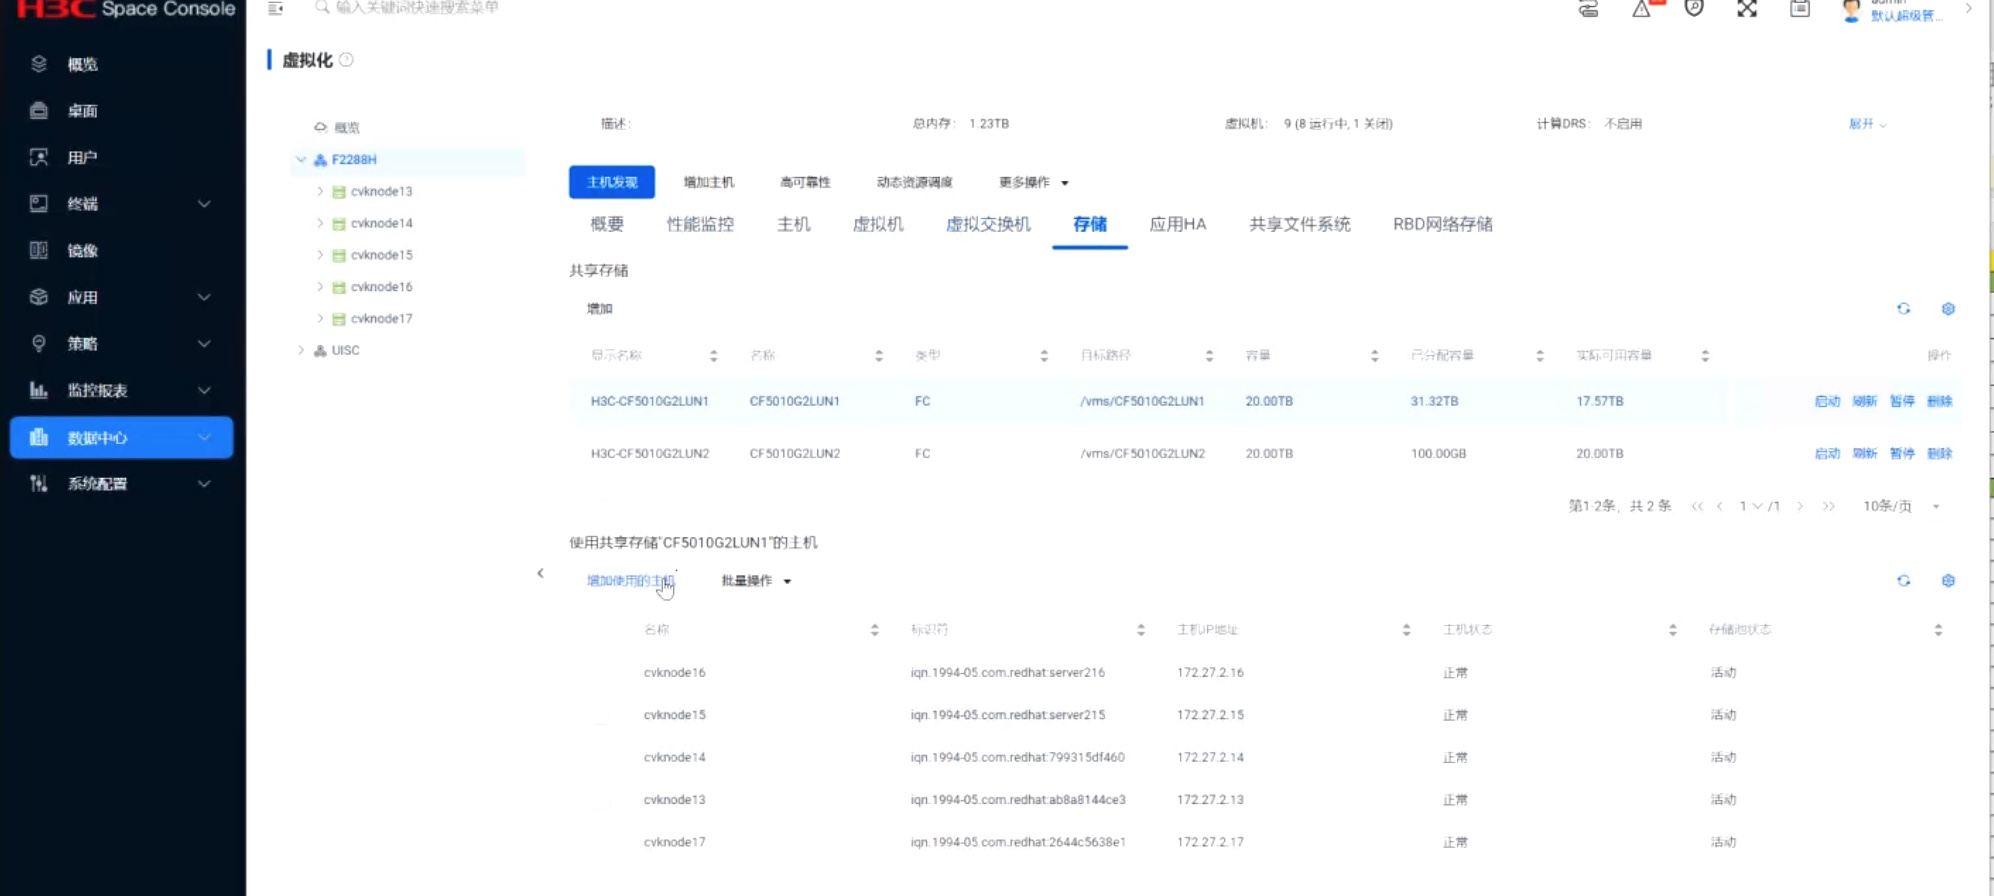 H3C Space Console
输入关键词快速搜索菜单
admin
默认超级管...
概览
桌面
用户
终端
镜像
应用
策略
监控报表
数据中心
系统配置
虚拟化
概览
F2288H
cvknode13
cvknode14
cvknode15
cvknode16
cvknode17
UISC
描述: 总内存: 1.23TB 虚拟机: 9 (8 运行中, 1 关闭) 计算DRS: 不启用 展开
主机发现 增加主机 高可靠性 动态资源调度 更多操作
概要 性能监控 主机 虚拟机 虚拟交换机 存储 应用HA 共享文件系统 RBD网络存储
共享存储
增加
显示名称 名称 类型 目标路径 容量 已分配容量 实际可用容量 操作
H3C-CF5010G2LUN1 CF5010G2LUN1 FC /vms/CF5010G2LUN1 20.00TB 31.32TB 17.57TB 启动 刷新 暂停 删除
H3C-CF5010G2LUN2 CF5010G2LUN2 FC /vms/CF5010G2LUN2 20.00TB 100.00GB 20.00TB 启动 刷新 暂停 删除
第1-2条, 共 2 条 << < 1 /1 > >> 10条/页
使用共享存储"CF5010G2LUN1"的主机
增加使用的主机 批量操作
名称 标识符 主机IP地址 主机状态 存储池状态
cvknode16 iqn.1994-05.com.redhat:server216 172.27.2.16 正常 活动
cvknode15 iqn.1994-05.com.redhat:server215 172.27.2.15 正常 活动
cvknode14 iqn.1994-05.com.redhat:799315df460 172.27.2.14 正常 活动
cvknode13 iqn.1994-05.com.redhat:ab8a8144ce3 172.27.2.13 正常 活动
cvknode17 iqn.1994-05.com.redhat:2644c5638e1 172.27.2.17 正常 活动